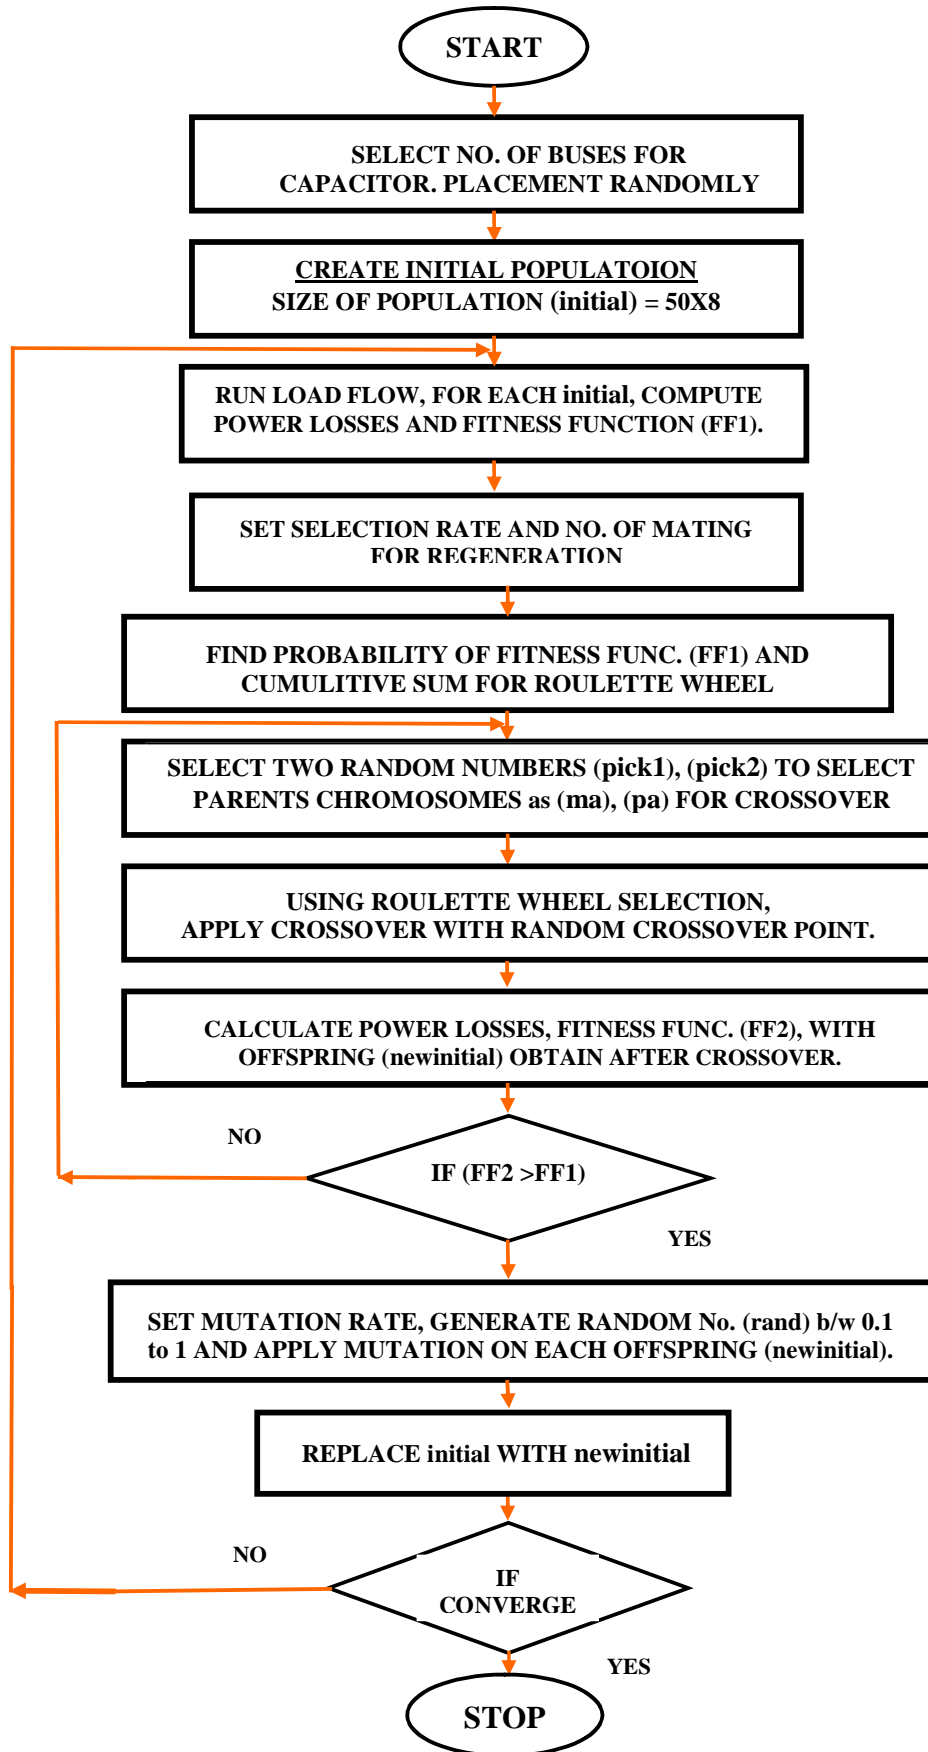 START
SELECT NO. OF BUSES FOR
CAPACITOR. PLACEMENT RANDOMLY
CREATE INITIAL POPULATOION
SIZE OF POPULATION (initial) = 50X8
RUN LOAD FLOW, FOR EACH initial, COMPUTE
POWER LOSSES AND FITNESS FUNCTION (FF1).
SET SELECTION RATE AND NO. OF MATING
FOR REGENERATION
FIND PROBABILITY OF FITNESS FUNC. (FF1) AND
CUMULITIVE SUM FOR ROULETTE WHEEL
SELECT TWO RANDOM NUMBERS (pick1), (pick2) TO SELECT
PARENTS CHROMOSOMES as (ma), (pa) FOR CROSSOVER
USING ROULETTE WHEEL SELECTION,
APPLY CROSSOVER WITH RANDOM CROSSOVER POINT.
CALCULATE POWER LOSSES, FITNESS FUNC. (FF2), WITH
OFFSPRING (newinitial) OBTAIN AFTER CROSSOVER.
NO
IF (FF2 >FF1)
YES
SET MUTATION RATE, GENERATE RANDOM No. (rand) b/w 0.1
to 1 AND APPLY MUTATION ON EACH OFFSPRING (newinitial).
REPLACE initial WITH newinitial
NO
IF
CONVERGE
YES
STOP